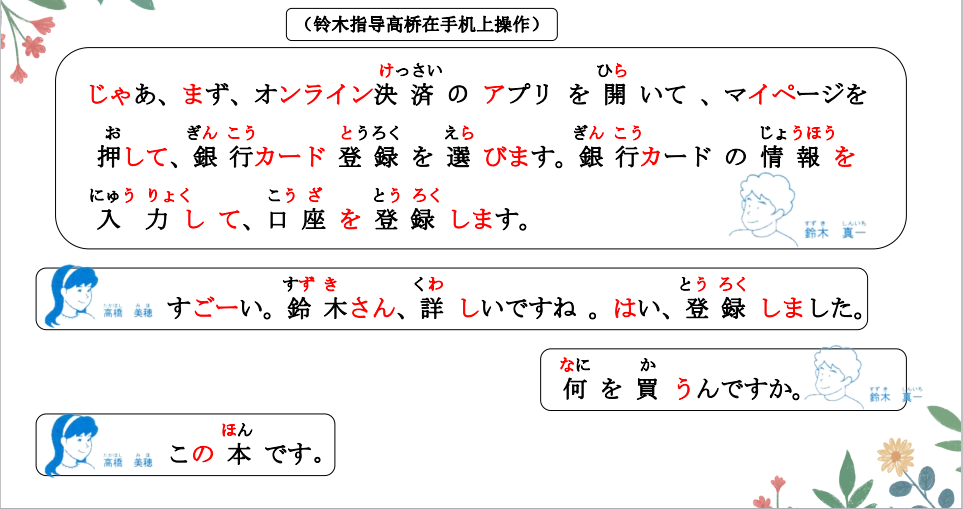 （铃木指导高桥在手机上操作）
けっさい ひら
じゃあ、まず、オンライン決済のアプリを開いて、マイページを
お ぎんこう とうろく えら ぎんこう じょうほう
押して、銀行カード登録を選びます。銀行カードの情報を
にゅうりょく こうざ とうろく
入力して、口座を登録します。
すずき しんいち
鈴木 真一
すずき くわ とうろく
すごーい。鈴木さん、詳しいですね。はい、登録しました。
たかはし みほ
高橋 美穂
なに か
何を買うんですか。
すずき しんいち
鈴木 真一
ほん
この本です。
たかはし みほ
高橋 美穂